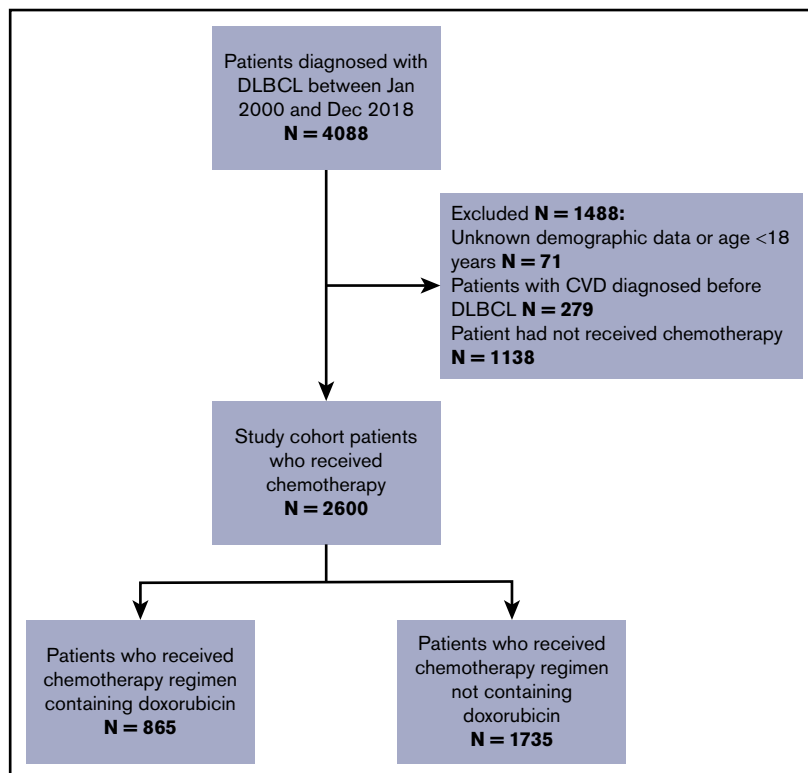 Patients diagnosed with
DLBCL between Jan
2000 and Dec 2018
N = 4088
Excluded N = 1488:
Unknown demographic data or age <18
years N = 71
Patients with CVD diagnosed before
DLBCL N = 279
Patient had not received chemotherapy
N = 1138
Study cohort patients
who received
chemotherapy
N = 2600
Patients who received
chemotherapy regimen
containing doxorubicin
N = 865
Patients who received
chemotherapy regimen
not containing
doxorubicin
N = 1735